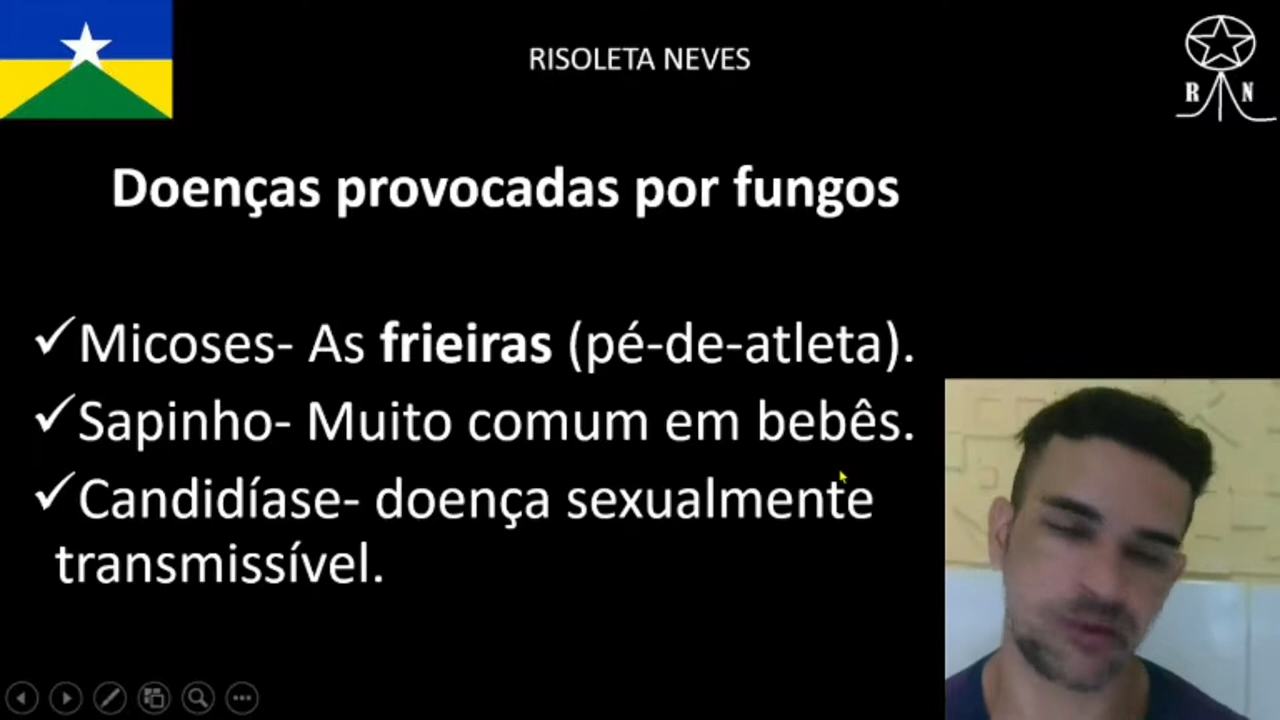 RISOLETA NEVES
R N
Doenças provocadas por fungos
✓Micoses- As frieiras (pé-de-atleta).
✓Sapinho- Muito comum em bebês.
✓Candidíase- doença sexualmente
transmissível.